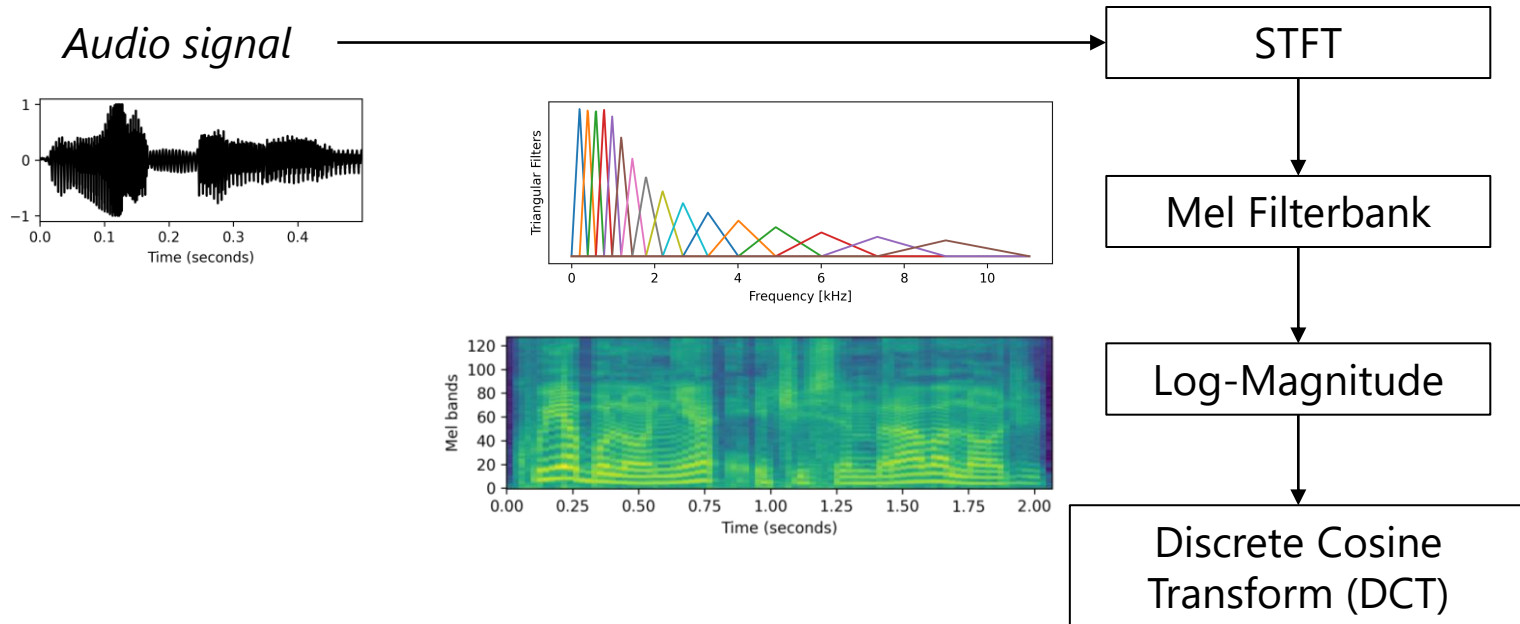 Audio signal
STFT
1
0
−1
0.0 0.1 0.2 0.3 0.4
Time (seconds)
Triangular Filters
0 2 4 6 8 10
Frequency [kHz]
Mel Filterbank
Mel bands
120
100
80
60
40
20
0
0.00 0.25 0.50 0.75 1.00 1.25 1.50 1.75 2.00
Time (seconds)
Log-Magnitude
Discrete Cosine
Transform (DCT)